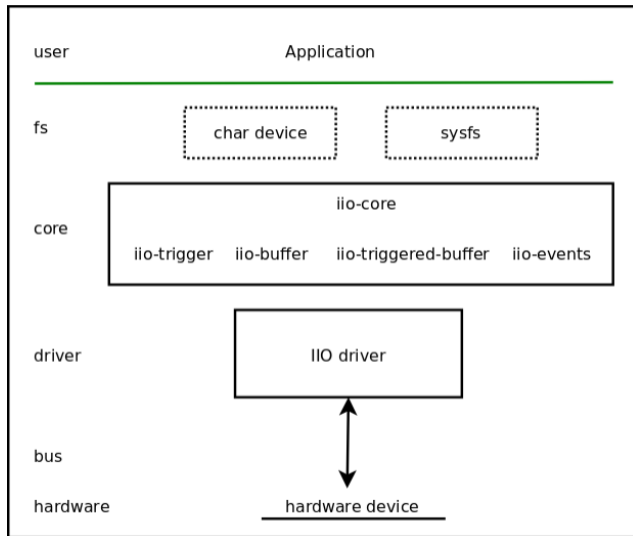 user Application
fs
char device sysfs
iio-core
core
iio-trigger iio-buffer iio-triggered-buffer iio-events
driver IIO driver
bus
hardware hardware device